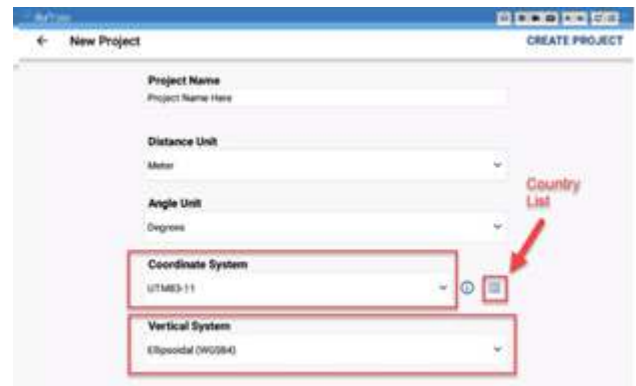 New Project
CREATE PROJECT
Project Name
Project Name Here
Distance Unit
Meter
Angle Unit
Degrees
Country
List
Coordinate System
UTM83-11
Vertical System
Ellipsoidal (WGS84)